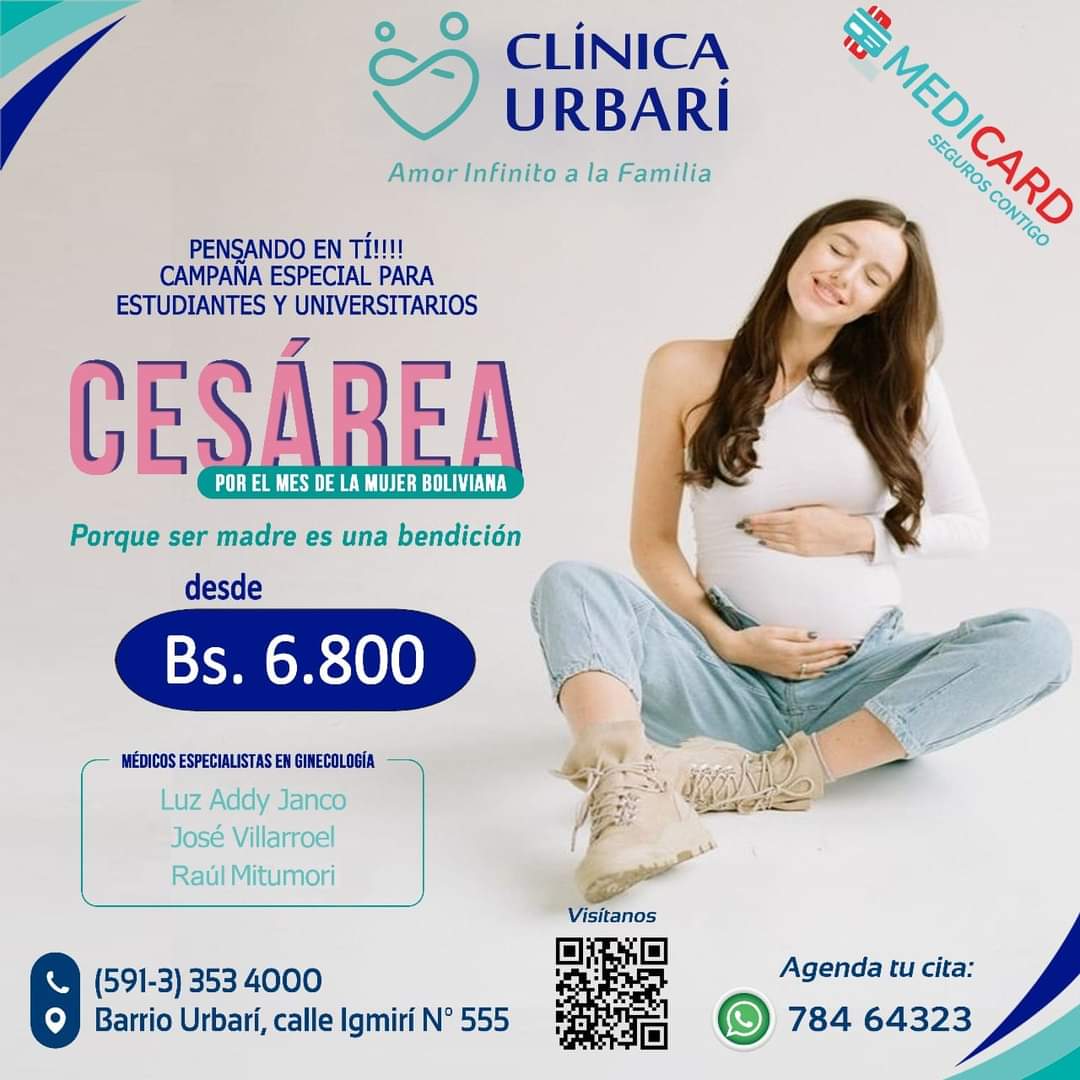 CLÍNICA
URBARÍ
Amor Infinito a la Familia
MEDICARD
SEGUROS CONTIGO
PENSANDO EN TÍ!!!!
CAMPAÑA ESPECIAL PARA
ESTUDIANTES Y UNIVERSITARIOS
CESÁREA
POR EL MES DE LA MUJER BOLIVIANA
Porque ser madre es una bendición
desde
Bs. 6.800
MÉDICOS ESPECIALISTAS EN GINECOLOGÍA
Luz Addy Janco
José Villarroel
Raúl Mitumori
Visítanos
(591-3) 353 4000
Barrio Urbarí, calle Igmirí N° 555
Agenda tu cita:
784 64323